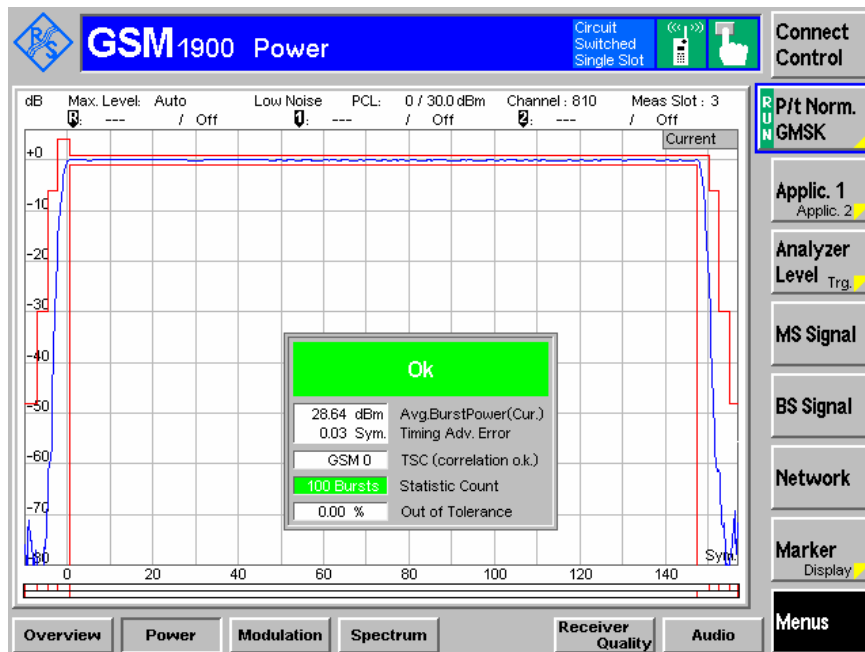 R&S
GSM 1900 Power
Circuit
Switched
Single Slot
Connect
Control
dB Max. Level: Auto Low Noise PCL: 0 / 30.0 dBm Channel : 810 Meas Slot : 3
R: --- / Off 1: --- / Off 2: --- / Off
Current
RUN
P/t Norm.
GMSK
+0
-10
-20
-30
-40
-50
-60
-70
-80
Applic. 1
Applic. 2
Analyzer
Level Trg.
MS Signal
BS Signal
Network
Marker
Display
Menus
Ok
28.64 dBm Avg.BurstPower(Cur.)
0.03 Sym. Timing Adv. Error
GSM 0 TSC (correlation o.k.)
100 Bursts Statistic Count
0.00 % Out of Tolerance
Sym.
0 20 40 60 80 100 120 140
Overview Power Modulation Spectrum Receiver Quality Audio